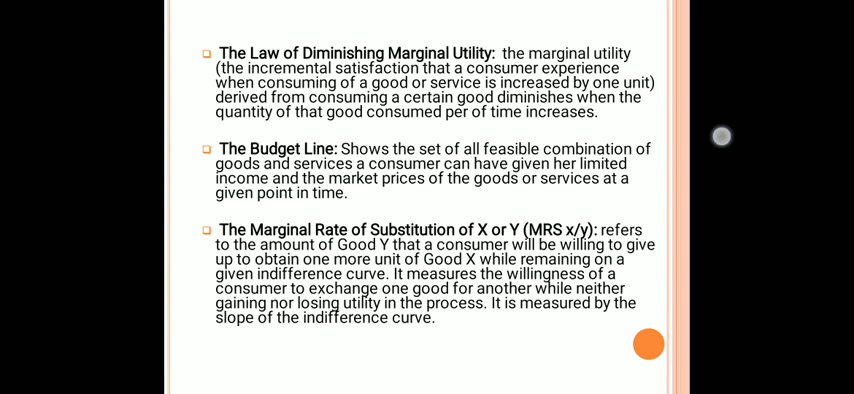 The Law of Diminishing Marginal Utility: the marginal utility
(the incremental satisfaction that a consumer experience
when consuming of a good or service is increased by one unit)
derived from consuming a certain good diminishes when the
quantity of that good consumed per of time increases.
The Budget Line: Shows the set of all feasible combination of
goods and services a consumer can have given her limited
income and the market prices of the goods or services at a
given point in time.
The Marginal Rate of Substitution of X or Y (MRS x/y): refers
to the amount of Good Y that a consumer will be willing to give
up to obtain one more unit of Good X while remaining on a
given indifference curve. It measures the willingness of a
consumer to exchange one good for another while neither
gaining nor losing utility in the process. It is measured by the
slope of the indifference curve.